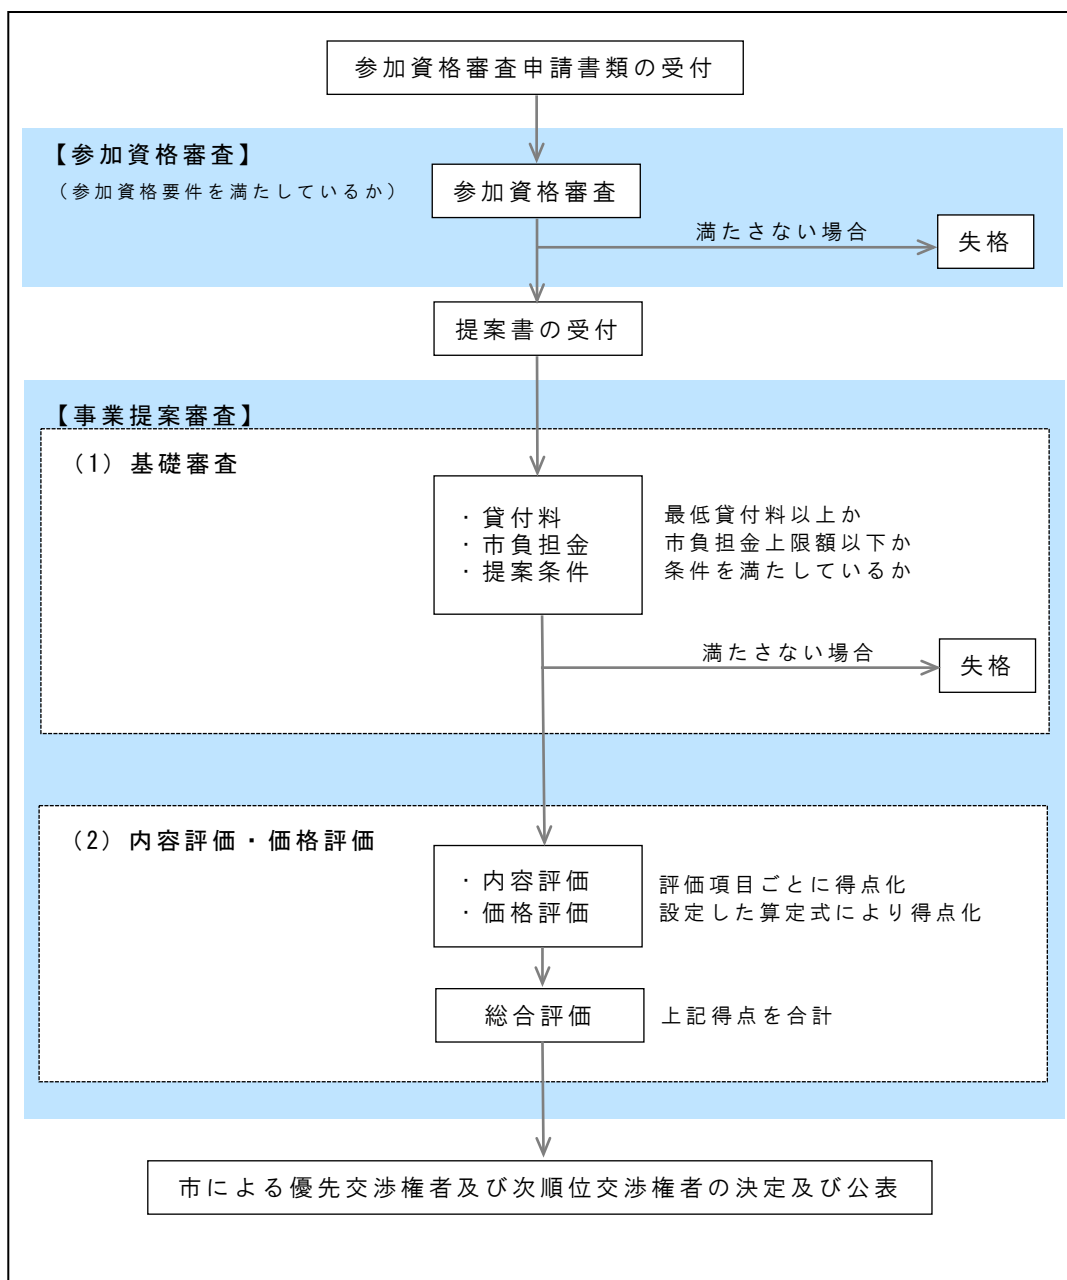 参加資格審査申請書類の受付
【参加資格審査】
（参加資格要件を満たしているか）
参加資格審査
満たさない場合
失格
提案書の受付
【事業提案審査】
（1）基礎審査
・貸付料　最低貸付料以上か
・市負担金　市負担金上限額以下か
・提案条件　条件を満たしているか
満たさない場合
失格
（2）内容評価・価格評価
・内容評価　評価項目ごとに得点化
・価格評価　設定した算定式により得点化
総合評価　上記得点を合計
市による優先交渉権者及び次順位交渉権者の決定及び公表